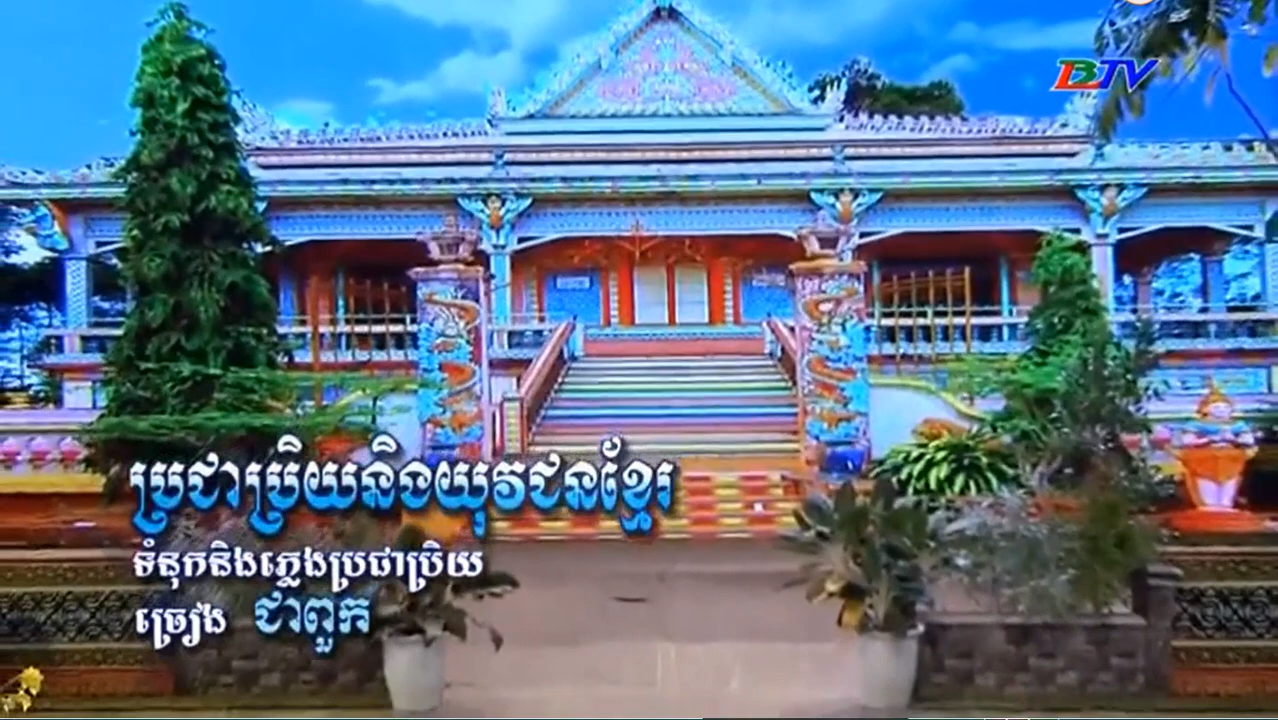 BTV
ប្រជាប្រិយនិងយុវជនខ្មែរ
ទំនុកនិងភ្លេងប្រជាប្រិយ
ច្រៀង ជាពួក